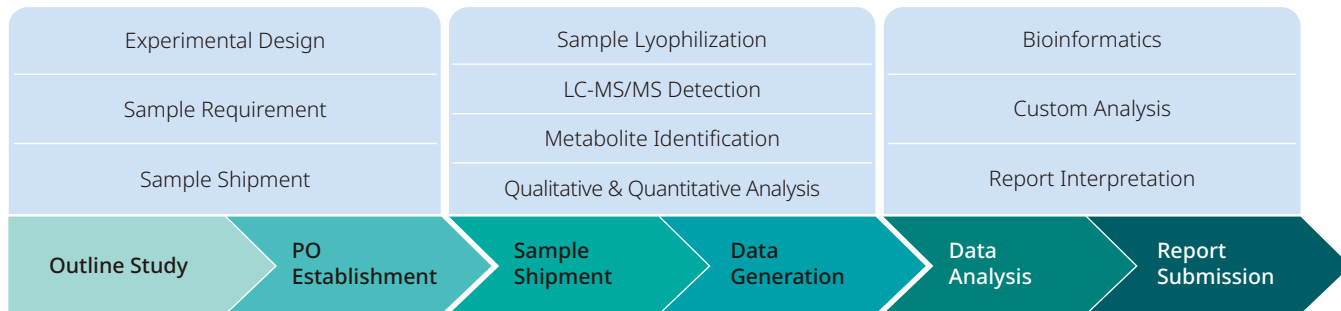 Experimental Design
Sample Requirement
Sample Shipment
Sample Lyophilization
LC-MS/MS Detection
Metabolite Identification
Qualitative & Quantitative Analysis
Bioinformatics
Custom Analysis
Report Interpretation
Outline Study
PO
Establishment
Sample
Shipment
Data
Generation
Data
Analysis
Report
Submission